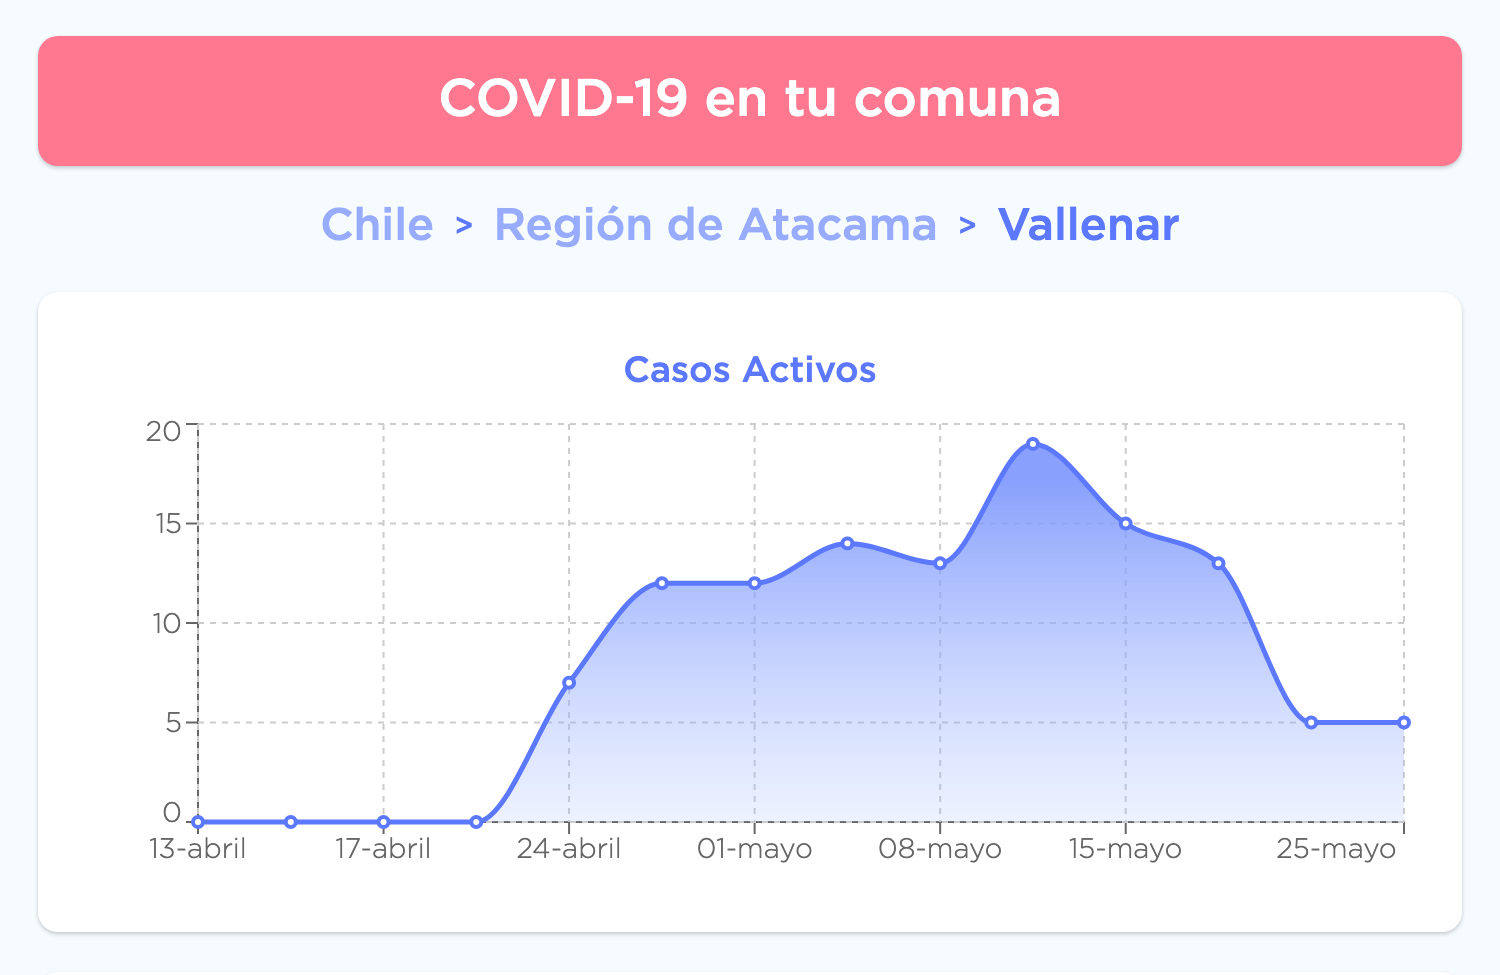 COVID-19 en tu comuna
Chile > Región de Atacama > Vallenar
Casos Activos
20
15
10
5
0
13-abril 17-abril 24-abril 01-mayo 08-mayo 15-mayo 25-mayo